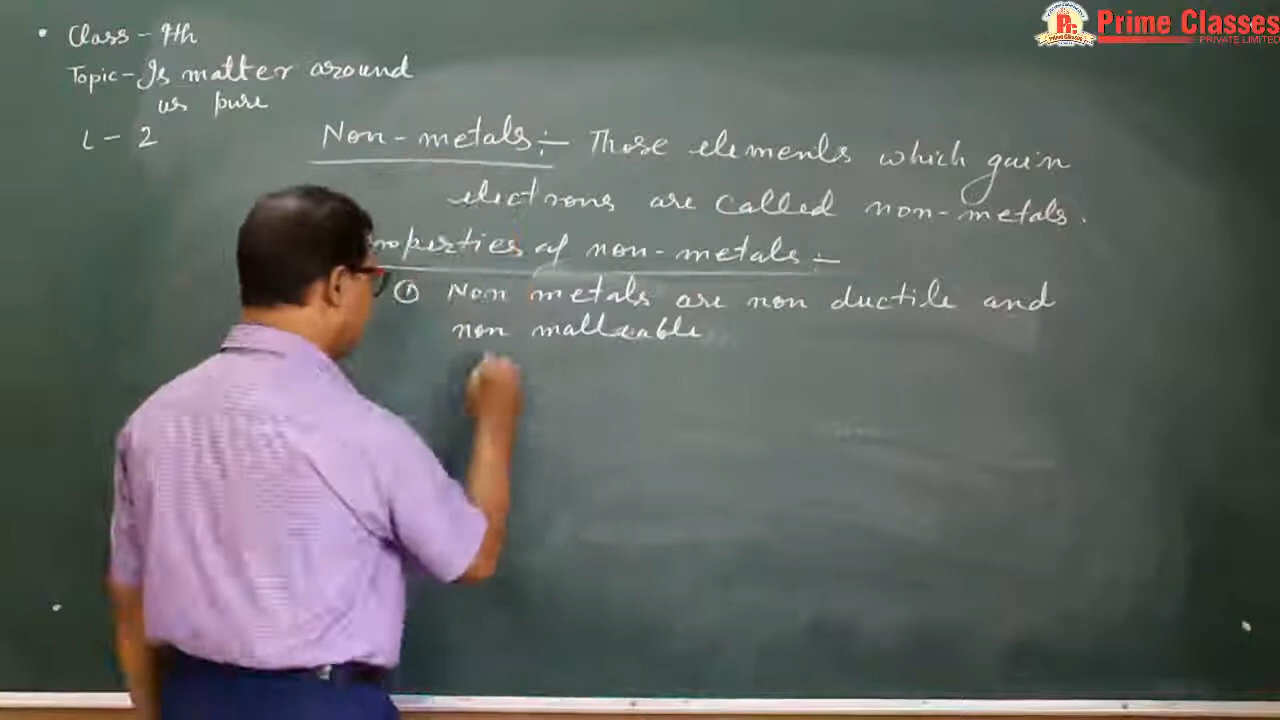 Prime Classes
PRIVATE LIMITED
• Class - 9th
Topic - Is matter around
us pure
L - 2
Non-metals :- Those elements which gain
electrons are called non-metals.
roperties of non-metals :-
① Non metals are non ductile and
non malleable